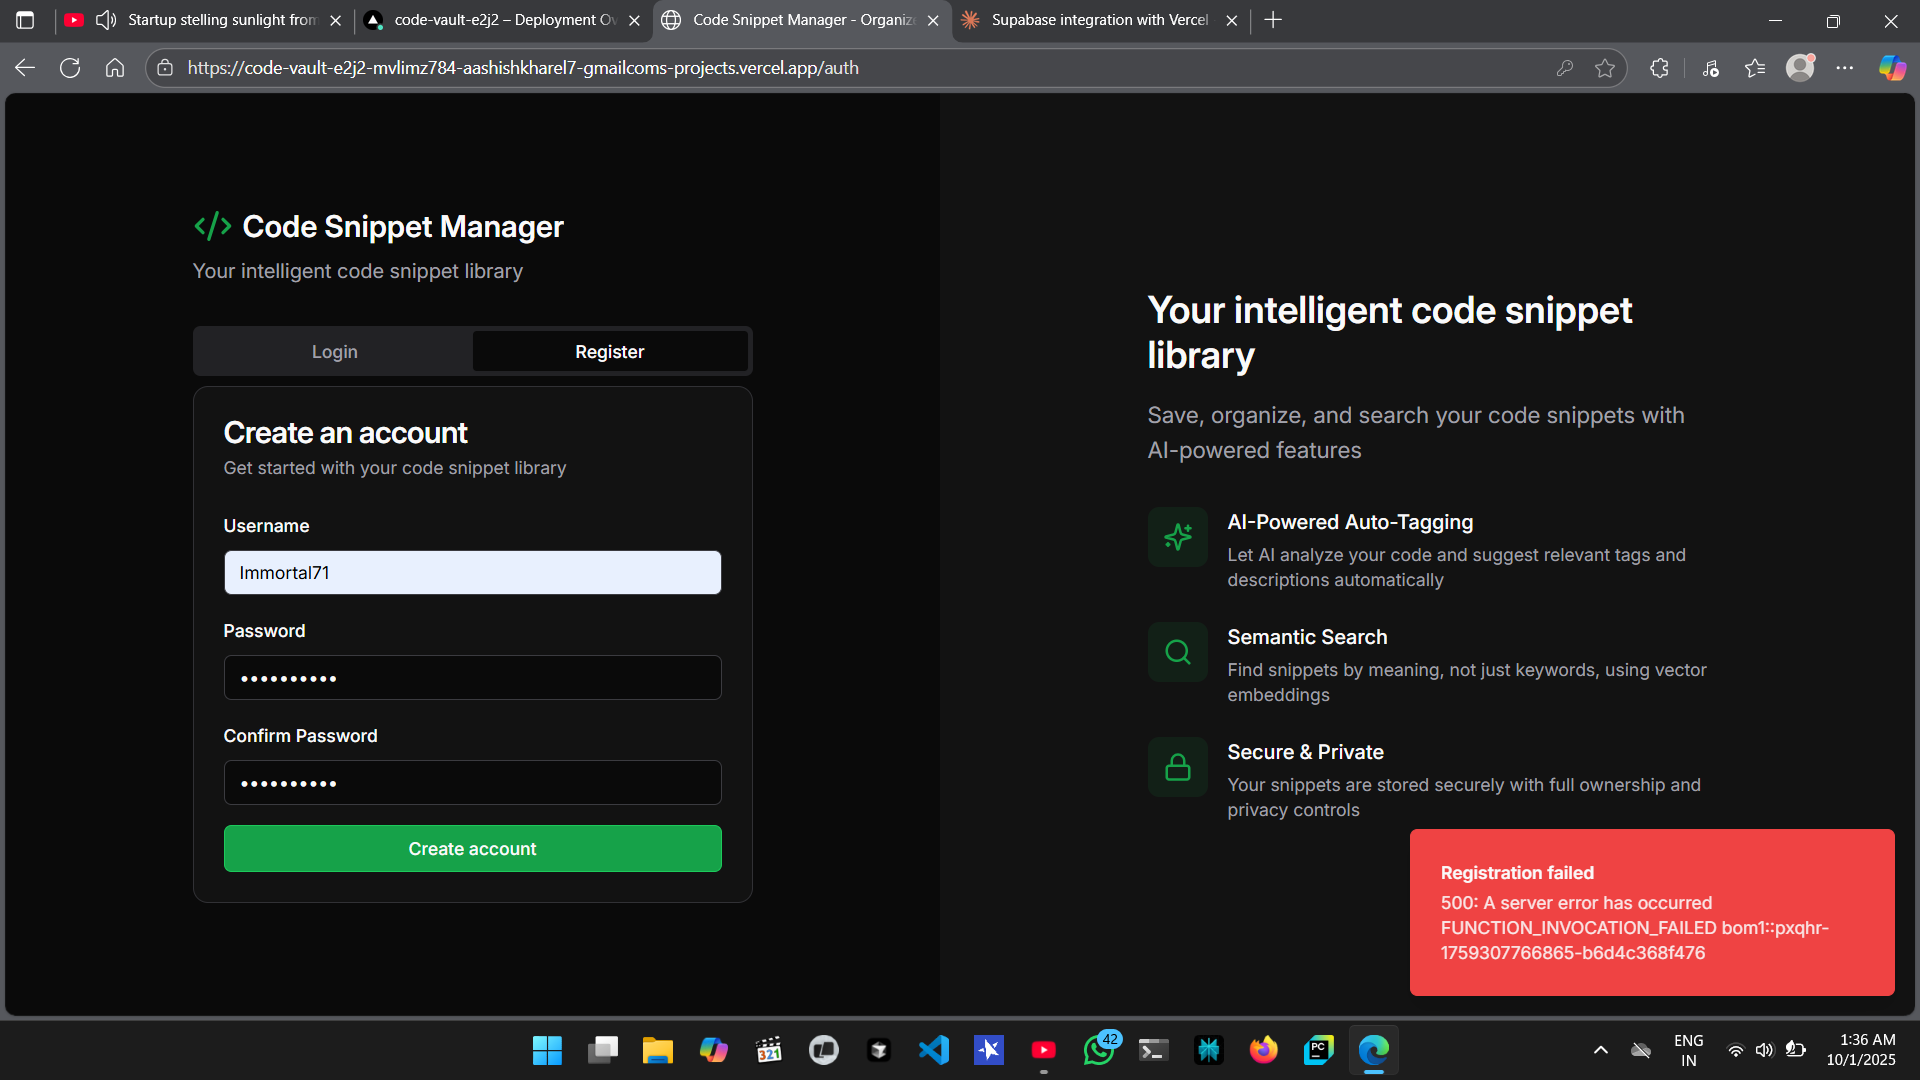 Startup stelling sunlight from
code-vault-e2j2 – Deployment Ov
Code Snippet Manager - Organize
Supabase integration with Vercel
https://code-vault-e2j2-mvlimz784-aashishkharel7-gmailcoms-projects.vercel.app/auth
</> Code Snippet Manager
Your intelligent code snippet library
Login
Register
Create an account
Get started with your code snippet library
Username
Immortal71
Password
••••••••••
Confirm Password
••••••••••
Create account
Your intelligent code snippet
library
Save, organize, and search your code snippets with
AI-powered features
AI-Powered Auto-Tagging
Let AI analyze your code and suggest relevant tags and
descriptions automatically
Semantic Search
Find snippets by meaning, not just keywords, using vector
embeddings
Secure & Private
Your snippets are stored securely with full ownership and
privacy controls
Registration failed
500: A server error has occurred
FUNCTION_INVOCATION_FAILED bom1::pxqhr-
1759307766865-b6d4c368f476
321
42
PC
ENG
IN
1:36 AM
10/1/2025